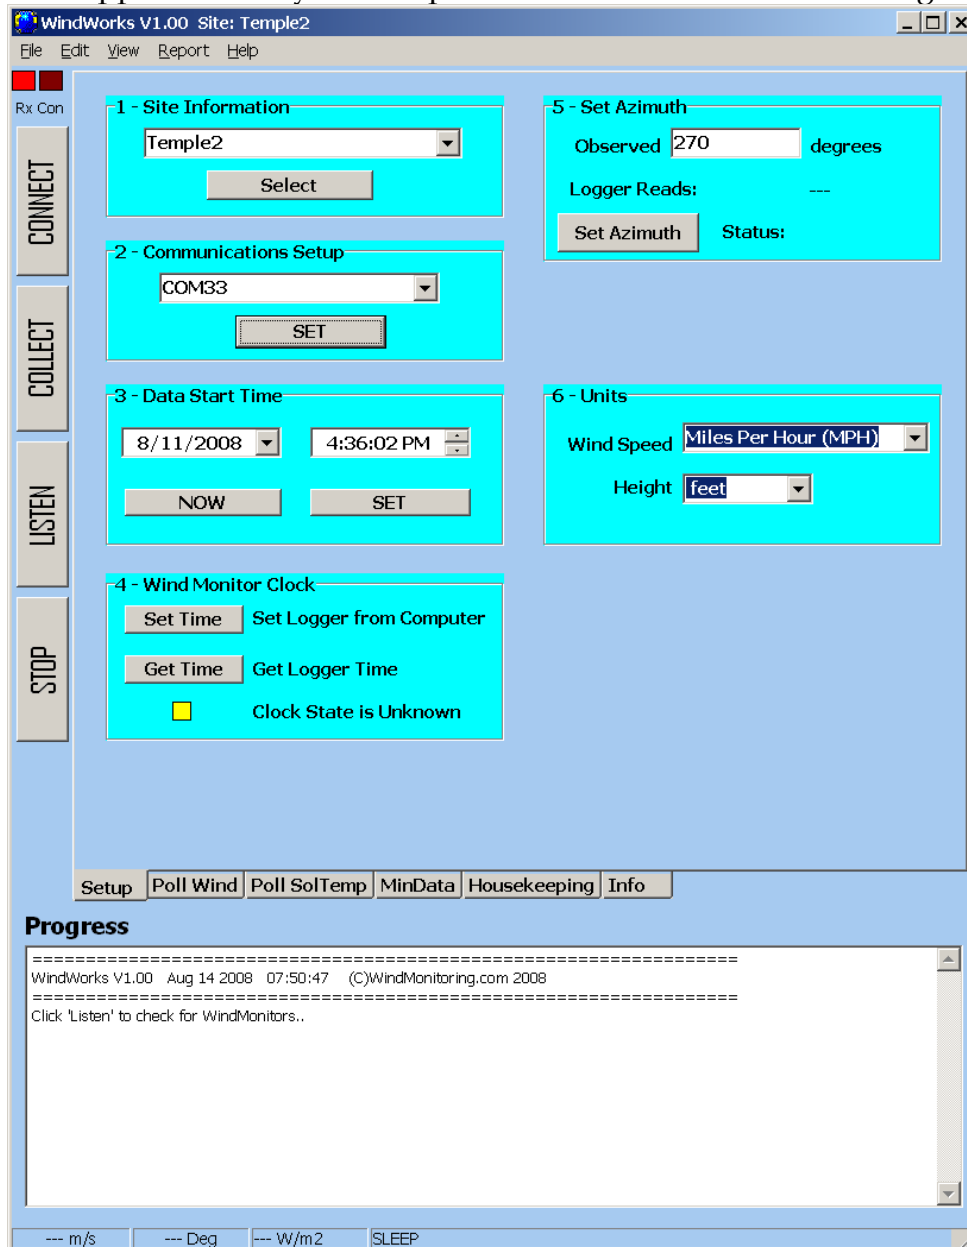 WindWorks V1.00 Site: Temple2
File Edit View Report Help
Rx Con
CONNECT
COLLECT
LISTEN
STOP
1 - Site Information
Temple2
Select
2 - Communications Setup
COM33
SET
3 - Data Start Time
8/11/2008 4:36:02 PM
NOW SET
4 - Wind Monitor Clock
Set Time Set Logger from Computer
Get Time Get Logger Time
Clock State is Unknown
5 - Set Azimuth
Observed 270 degrees
Logger Reads: ---
Set Azimuth Status:
6 - Units
Wind Speed Miles Per Hour (MPH)
Height feet
Setup Poll Wind Poll SolTemp MinData Housekeeping Info
Progress
==================================================================
WindWorks V1.00 Aug 14 2008 07:50:47 (C)WindMonitoring.com 2008
==================================================================
Click 'Listen' to check for WindMonitors..
--- m/s --- Deg --- W/m2 SLEEP